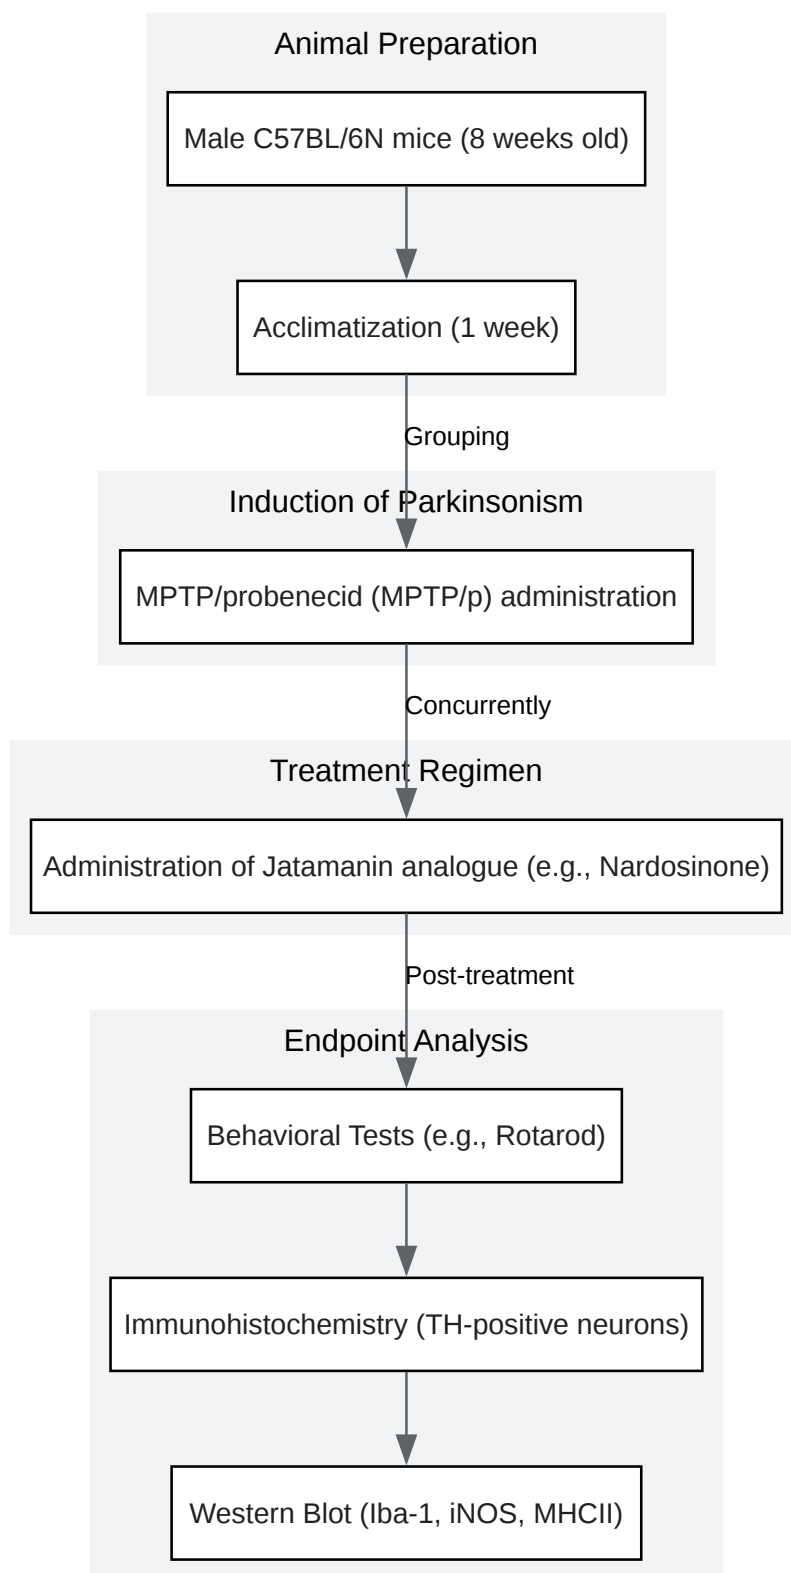 Animal Preparation
Male C57BL/6N mice (8 weeks old)
Acclimatization (1 week)
Grouping
Induction of Parkinsonism
MPTP/probenecid (MPTP/p) administration
Concurrently
Treatment Regimen
Administration of Jatamanin analogue (e.g., Nardosinone)
Post-treatment
Endpoint Analysis
Behavioral Tests (e.g., Rotarod)
Immunohistochemistry (TH-positive neurons)
Western Blot (Iba-1, iNOS, MHCII)